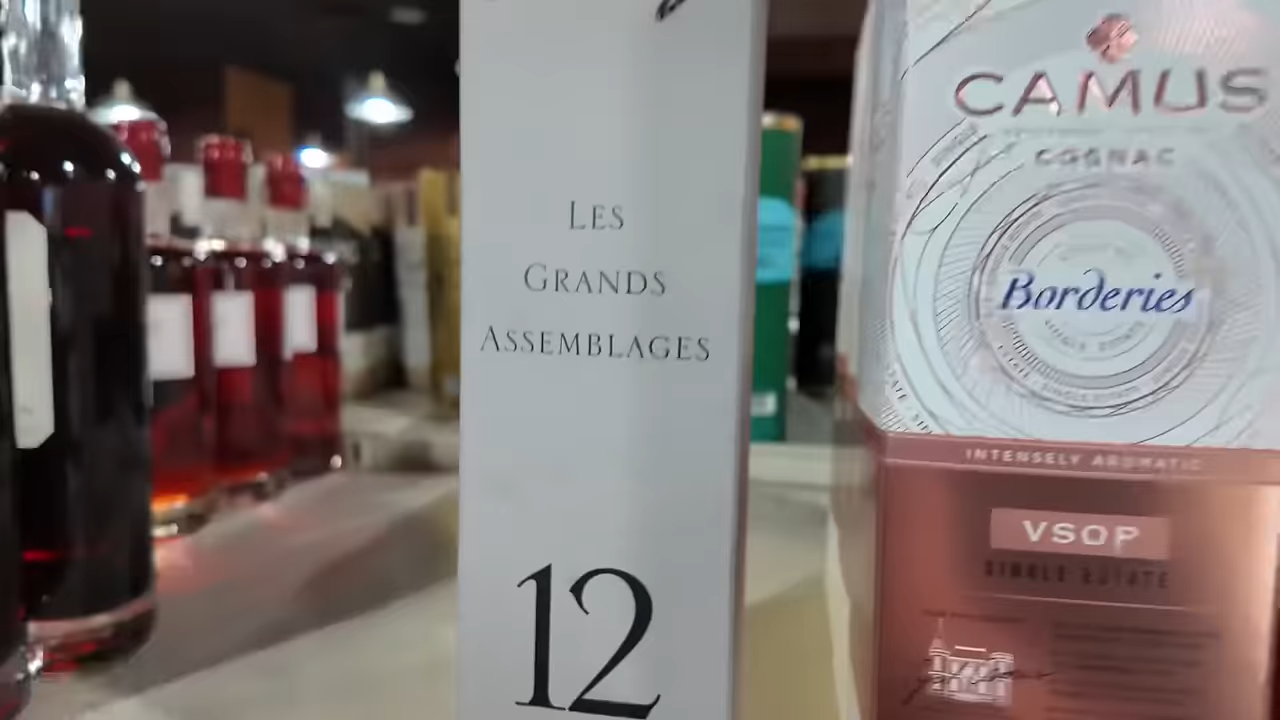 LES
GRANDS
ASSEMBLAGES
12
CAMUS
COGNAC
Borderies
INTENSELY AROMATIC
VSOP
SINGLE ESTATE